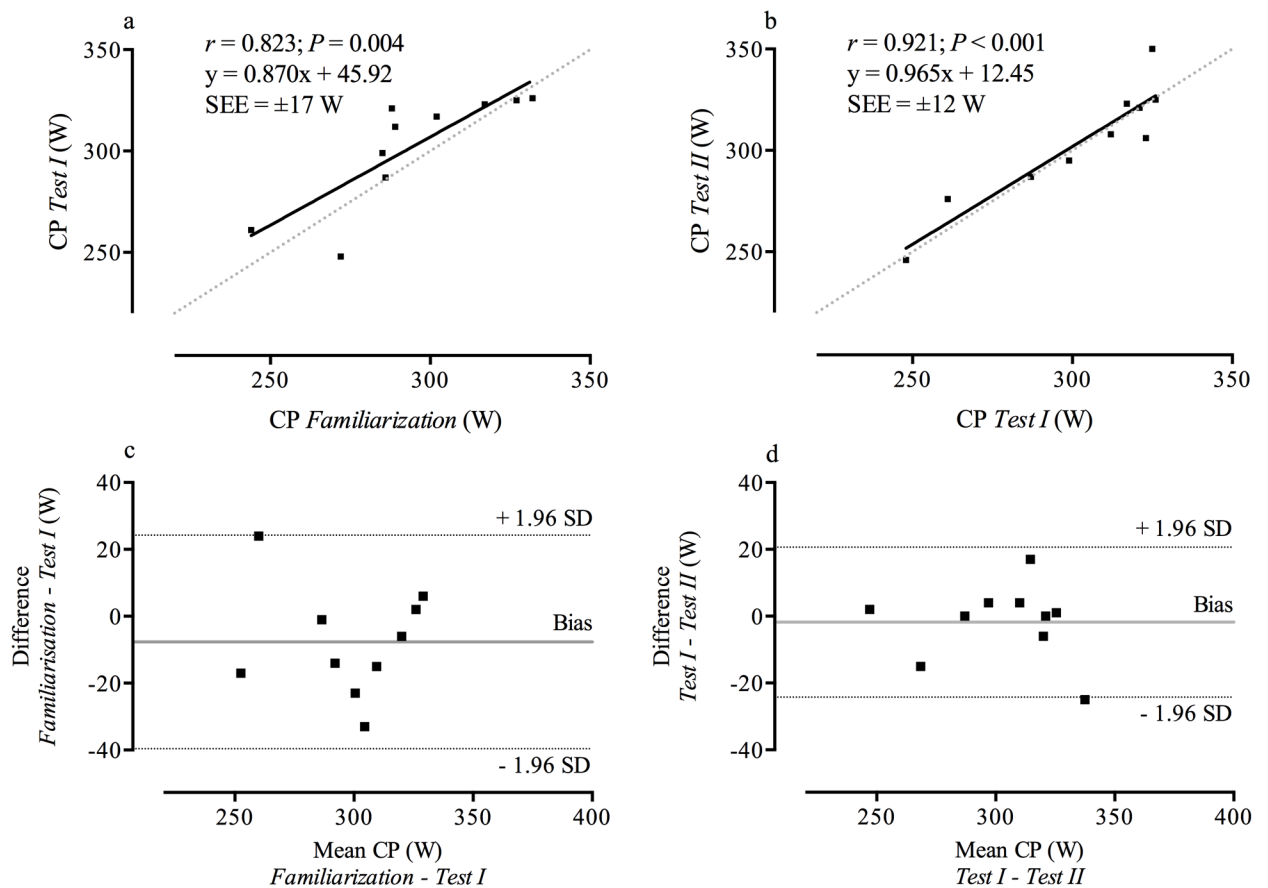 a
r = 0.823; P = 0.004
y = 0.870x + 45.92
SEE = ±17 W
350
300
250
CP Test I (W)
250
300
350
CP Familiarization (W)
b
r = 0.921; P < 0.001
y = 0.965x + 12.45
SEE = ±12 W
350
300
250
CP Test II (W)
250
300
350
CP Test I (W)
c
40
20
0
-20
-40
Difference
Familiarisation - Test I (W)
+ 1.96 SD
Bias
- 1.96 SD
250
300
350
400
Mean CP (W)
Familiarization - Test I
d
40
20
0
-20
-40
Difference
Test I - Test II (W)
+ 1.96 SD
Bias
- 1.96 SD
250
300
350
400
Mean CP (W)
Test I - Test II